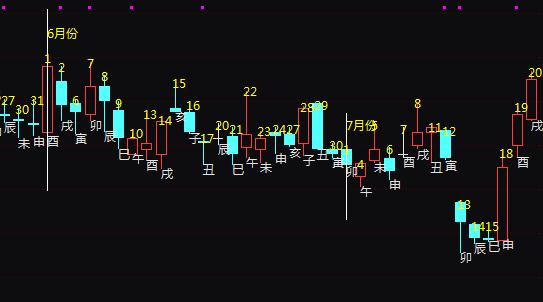 6月份
27 30 31 1 2 6 7 8 9 10 13 14 15 16 17 20 21 22 23 24 27 28 29 30
辰 未 申 酉 戌 寅 卯 辰 巳 午 酉 戌 亥 子 丑 辰 巳 午 未 申 亥 子 丑 寅
7月份
1 4 5 6 7 8 11 12 13 14 15 18 19 20
卯 午 未 申 酉 戌 丑 寅 卯 辰 巳 申 酉 戌